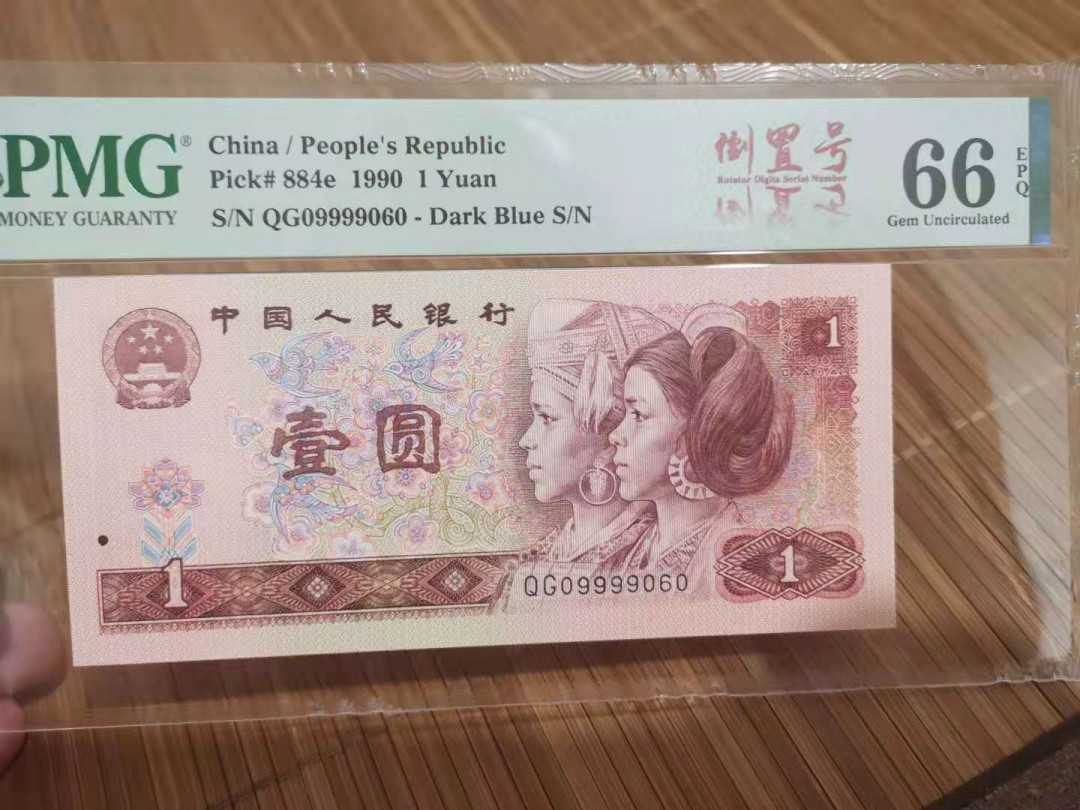 PMG®
MONEY GUARANTY
China / People's Republic
Pick# 884e 1990 1 Yuan
S/N QG09999060 - Dark Blue S/N
倒置号
Rotator Digits Serial Number
66
EPQ
Gem Uncirculated
中国人民银行
1
壹圆
1
1
QG09999060